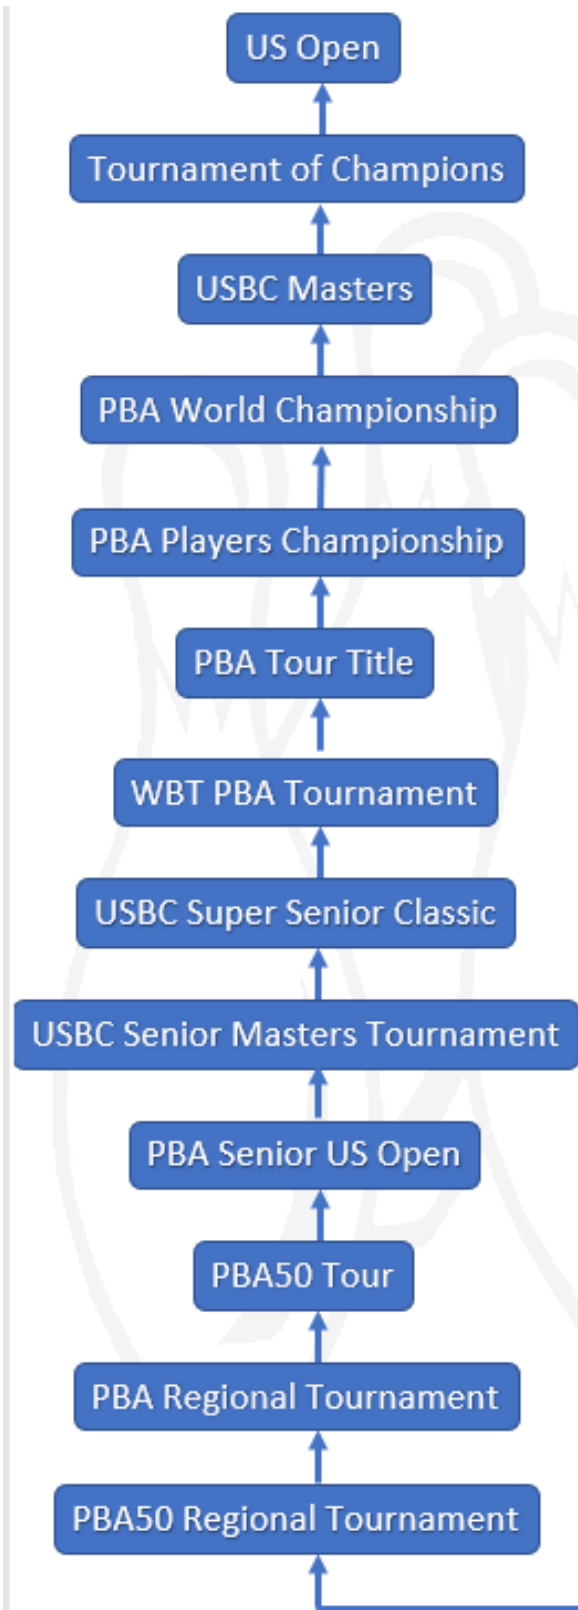 US Open
Tournament of Champions
USBC Masters
PBA World Championship
PBA Players Championship
PBA Tour Title
WBT PBA Tournament
USBC Super Senior Classic
USBC Senior Masters Tournament
PBA Senior US Open
PBA50 Tour
PBA Regional Tournament
PBA50 Regional Tournament